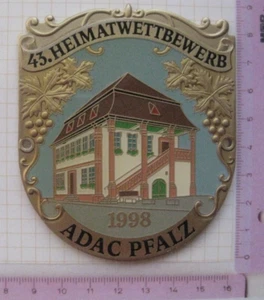 43. HEIMATWETTBEWERB
1998
ADAC PFALZ